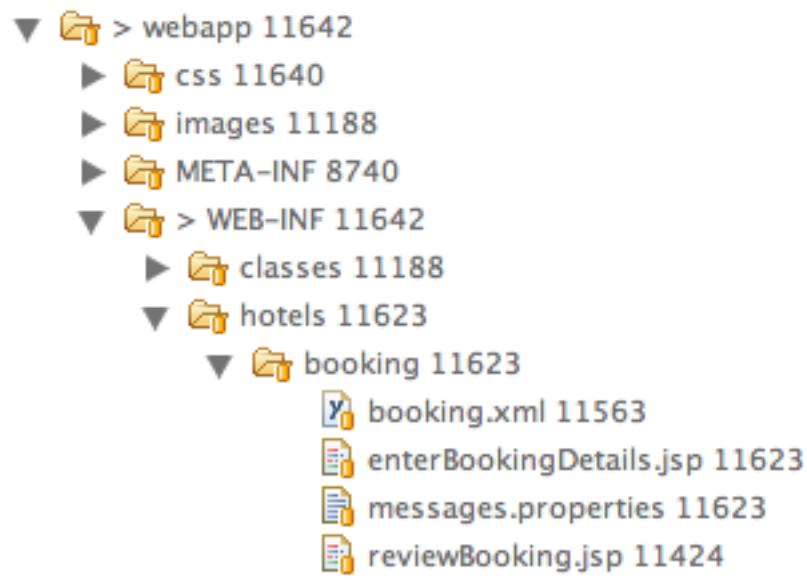 > webapp 11642
css 11640
images 11188
META-INF 8740
> WEB-INF 11642
classes 11188
hotels 11623
booking 11623
booking.xml 11563
enterBookingDetails.jsp 11623
messages.properties 11623
reviewBooking.jsp 11424